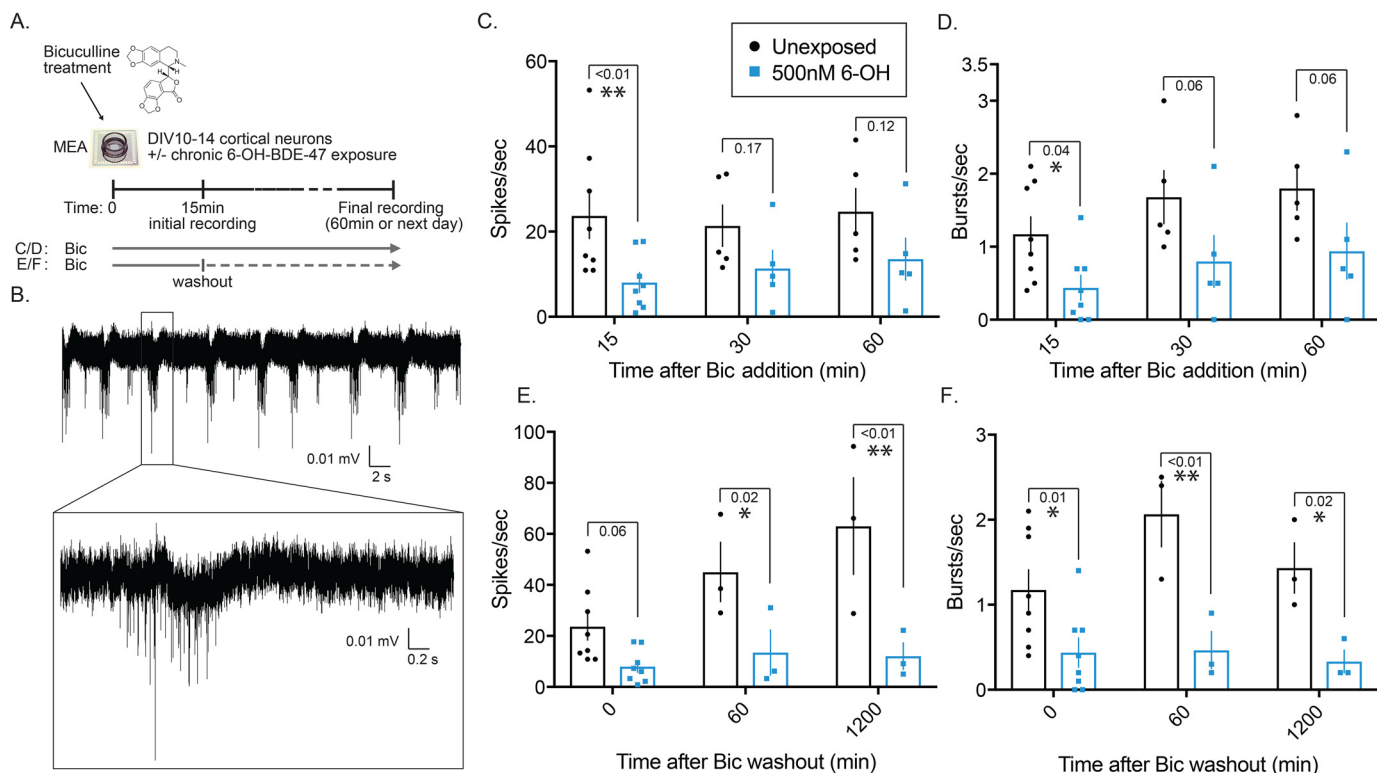 A.
Bicuculline
treatment
MEA
DIV10-14 cortical neurons
+/- chronic 6-OH-BDE-47 exposure
Time: 0
15min
initial recording
Final recording
(60min or next day)
C/D: Bic
E/F: Bic
washout
B.
0.01 mV
2 s
0.01 mV
0.2 s
C.
Unexposed
500nM 6-OH
Spikes/sec
60
40
20
0
<0.01
**
0.17
0.12
15
30
60
Time after Bic addition (min)
D.
Bursts/sec
3.5
3
2
1
0
0.04
*
0.06
0.06
15
30
60
Time after Bic addition (min)
E.
Spikes/sec
100
80
60
40
20
0
0.06
0.02
*
<0.01
**
0
60
1200
Time after Bic washout (min)
F.
Bursts/sec
3
2
1
0
0.01
*
<0.01
**
0.02
*
0
60
1200
Time after Bic washout (min)